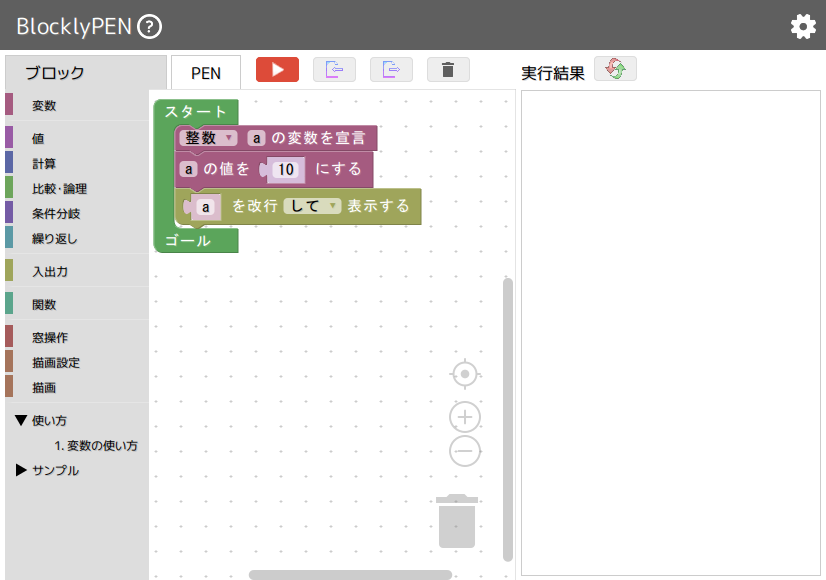 BlocklyPEN ?
ブロック
PEN
実行結果
変数
値
計算
比較・論理
条件分岐
繰り返し
入出力
関数
窓操作
描画設定
描画
使い方
1. 変数の使い方
サンプル
スタート
整数 ▼ a の変数を宣言
a の値を 10 にする
a を改行 して ▼ 表示する
ゴール